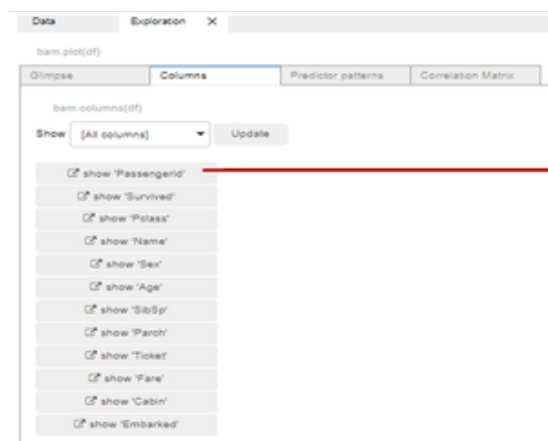 Data Exploration X
bam.plot(df)
Glimpse Columns Predictor patterns Correlation Matrix
bam.columns(df)
Show [All columns] Update
show 'PassengerId'
show 'Survived'
show 'Pclass'
show 'Name'
show 'Sex'
show 'Age'
show 'SibSp'
show 'Parch'
show 'Ticket'
show 'Fare'
show 'Cabin'
show 'Embarked'